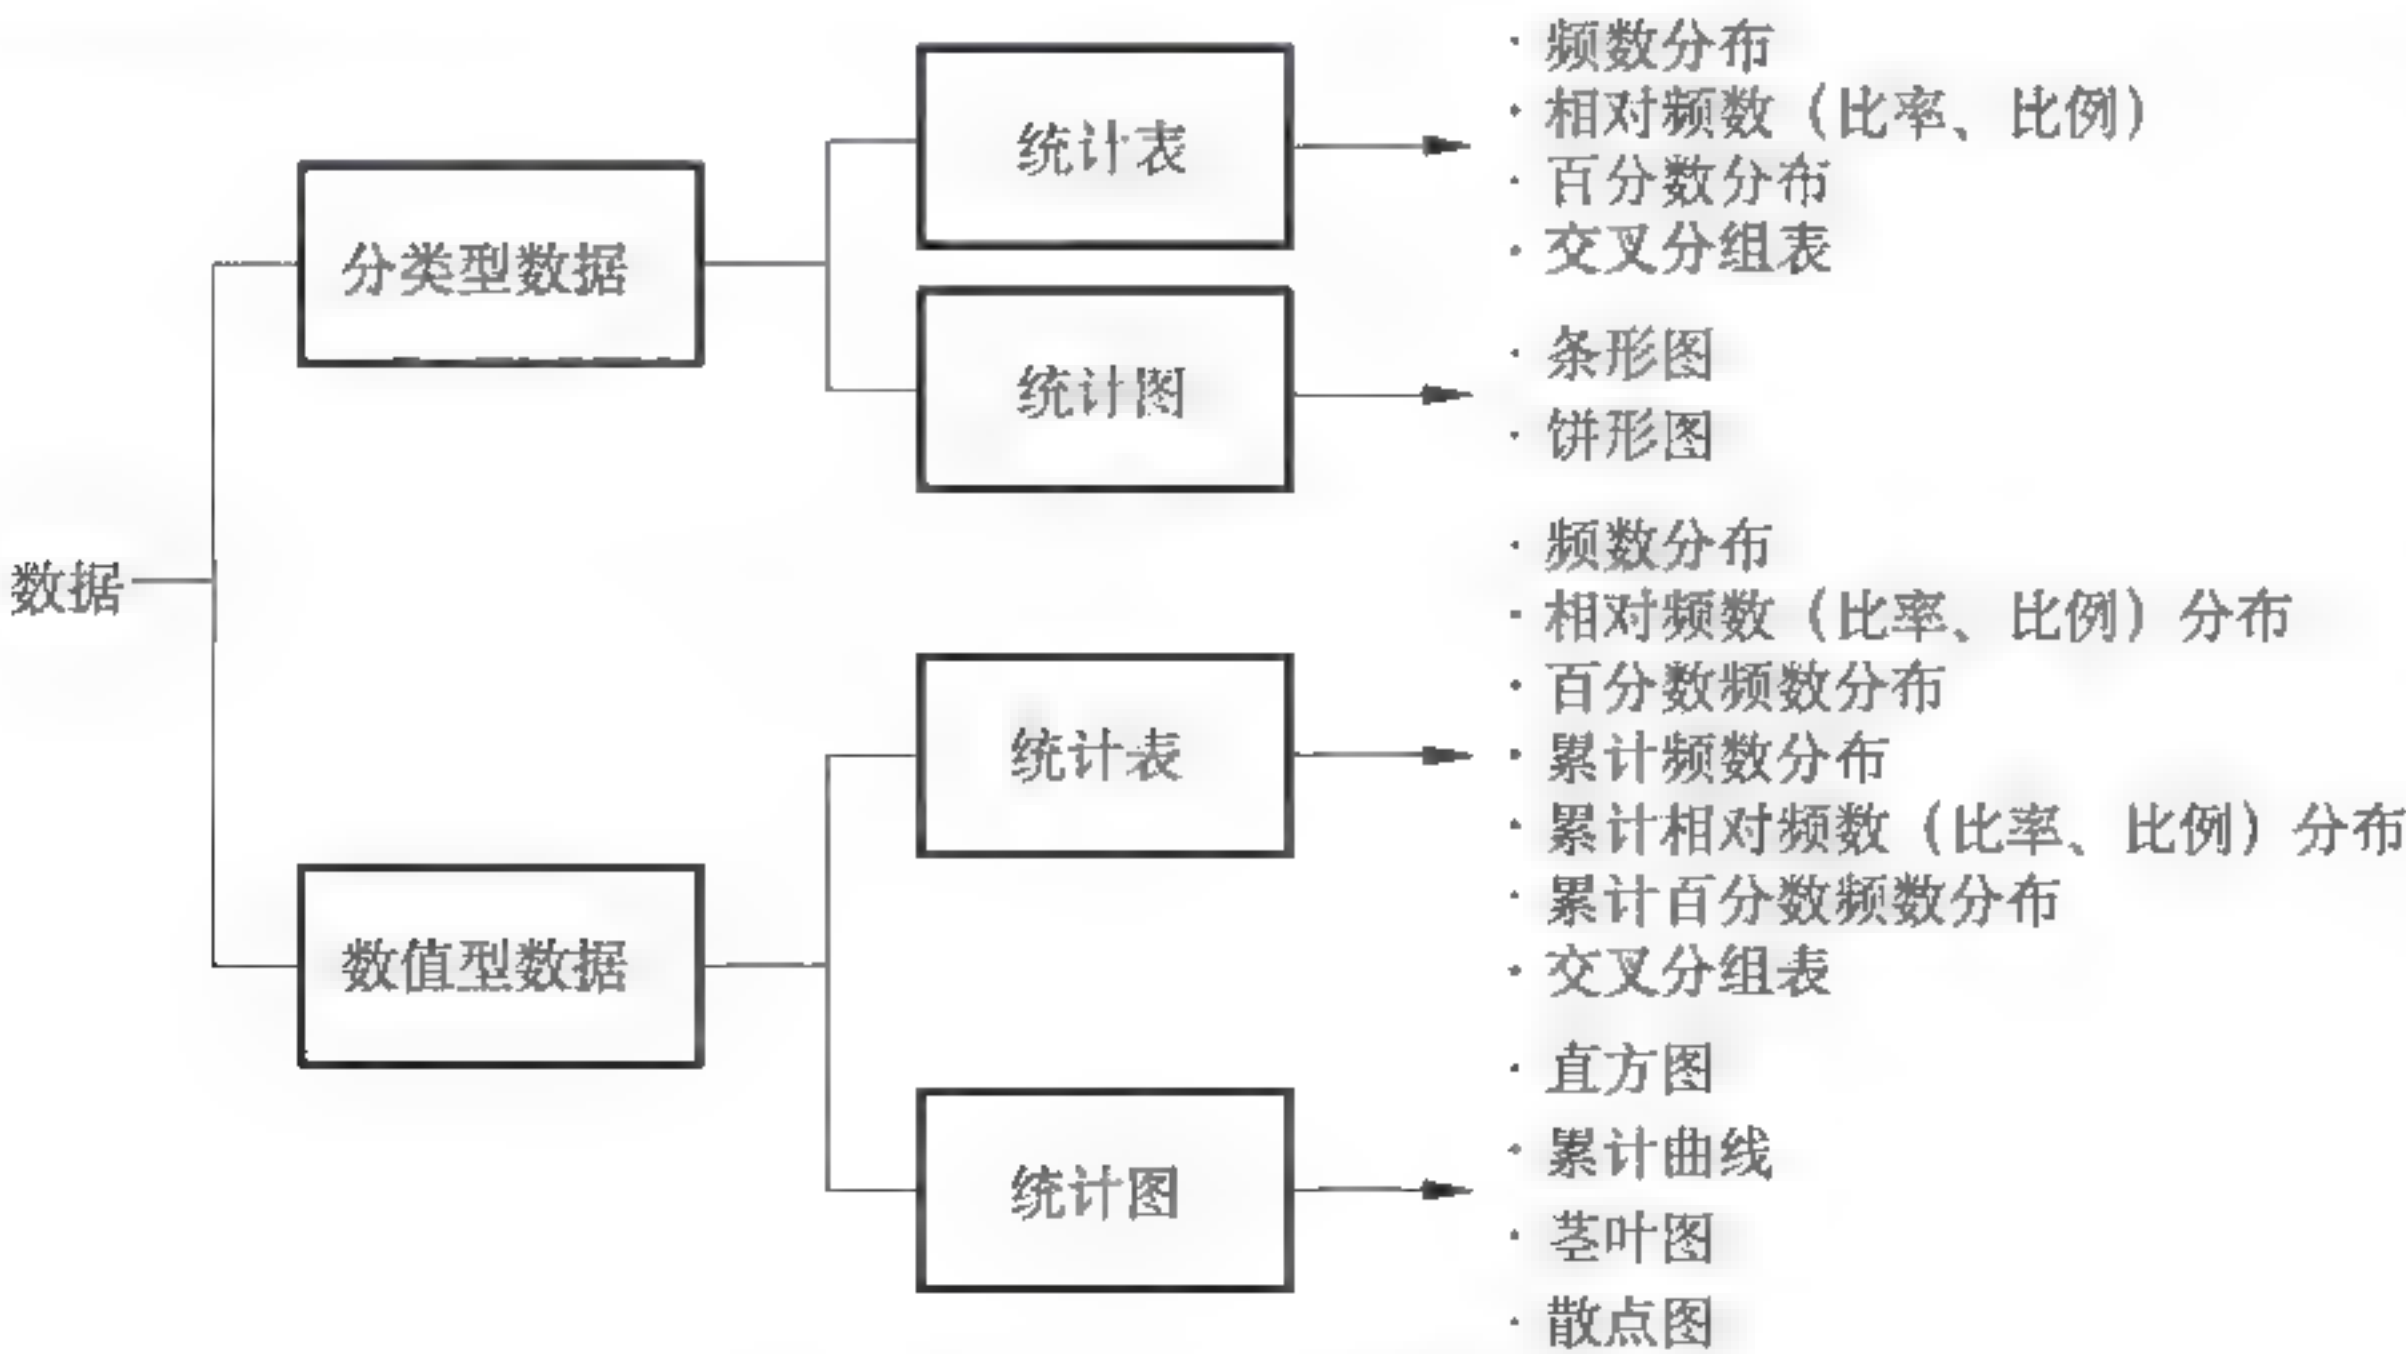 数据
分类型数据
统计表
· 频数分布
· 相对频数（比率、比例）
· 百分数分布
· 交叉分组表
统计图
· 条形图
· 饼形图
数值型数据
统计表
· 频数分布
· 相对频数（比率、比例）分布
· 百分数频数分布
· 累计频数分布
· 累计相对频数（比率、比例）分布
· 累计百分数频数分布
· 交叉分组表
统计图
· 直方图
· 累计曲线
· 茎叶图
· 散点图